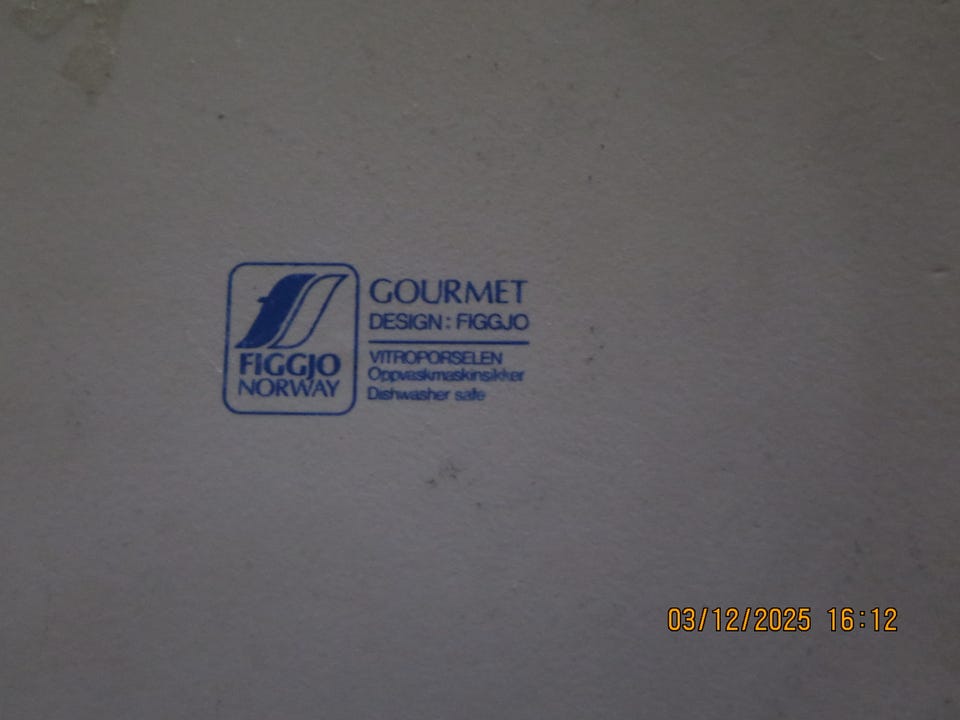 FIGGJO
NORWAY
GOURMET
DESIGN: FIGGJO
VITROPORSELEN
Oppvaskmaskinsikker
Dishwasher safe
03/12/2025 16:12